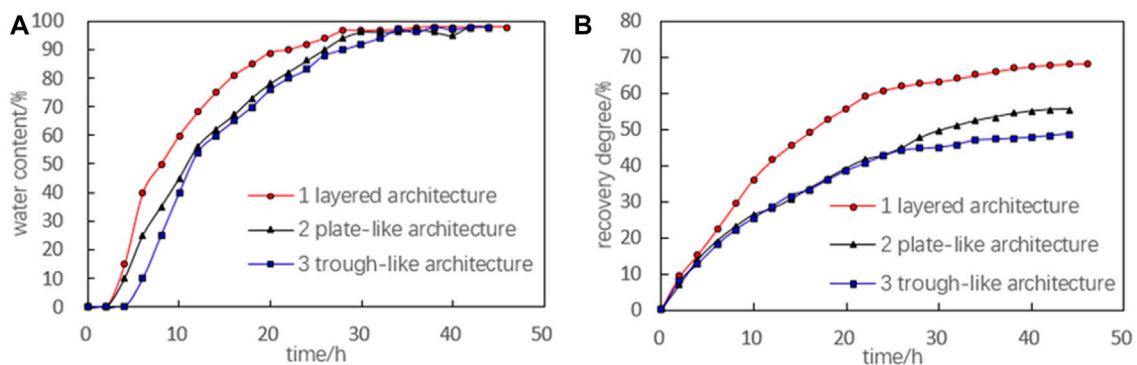 A
100
90
80
70
60
50
40
30
20
10
0
water content/%
1 layered architecture
2 plate-like architecture
3 trough-like architecture
0 10 20 30 40 50
time/h
B
80
70
60
50
40
30
20
10
0
recovery degree/%
1 layered architecture
2 plate-like architecture
3 trough-like architecture
0 10 20 30 40 50
time/h